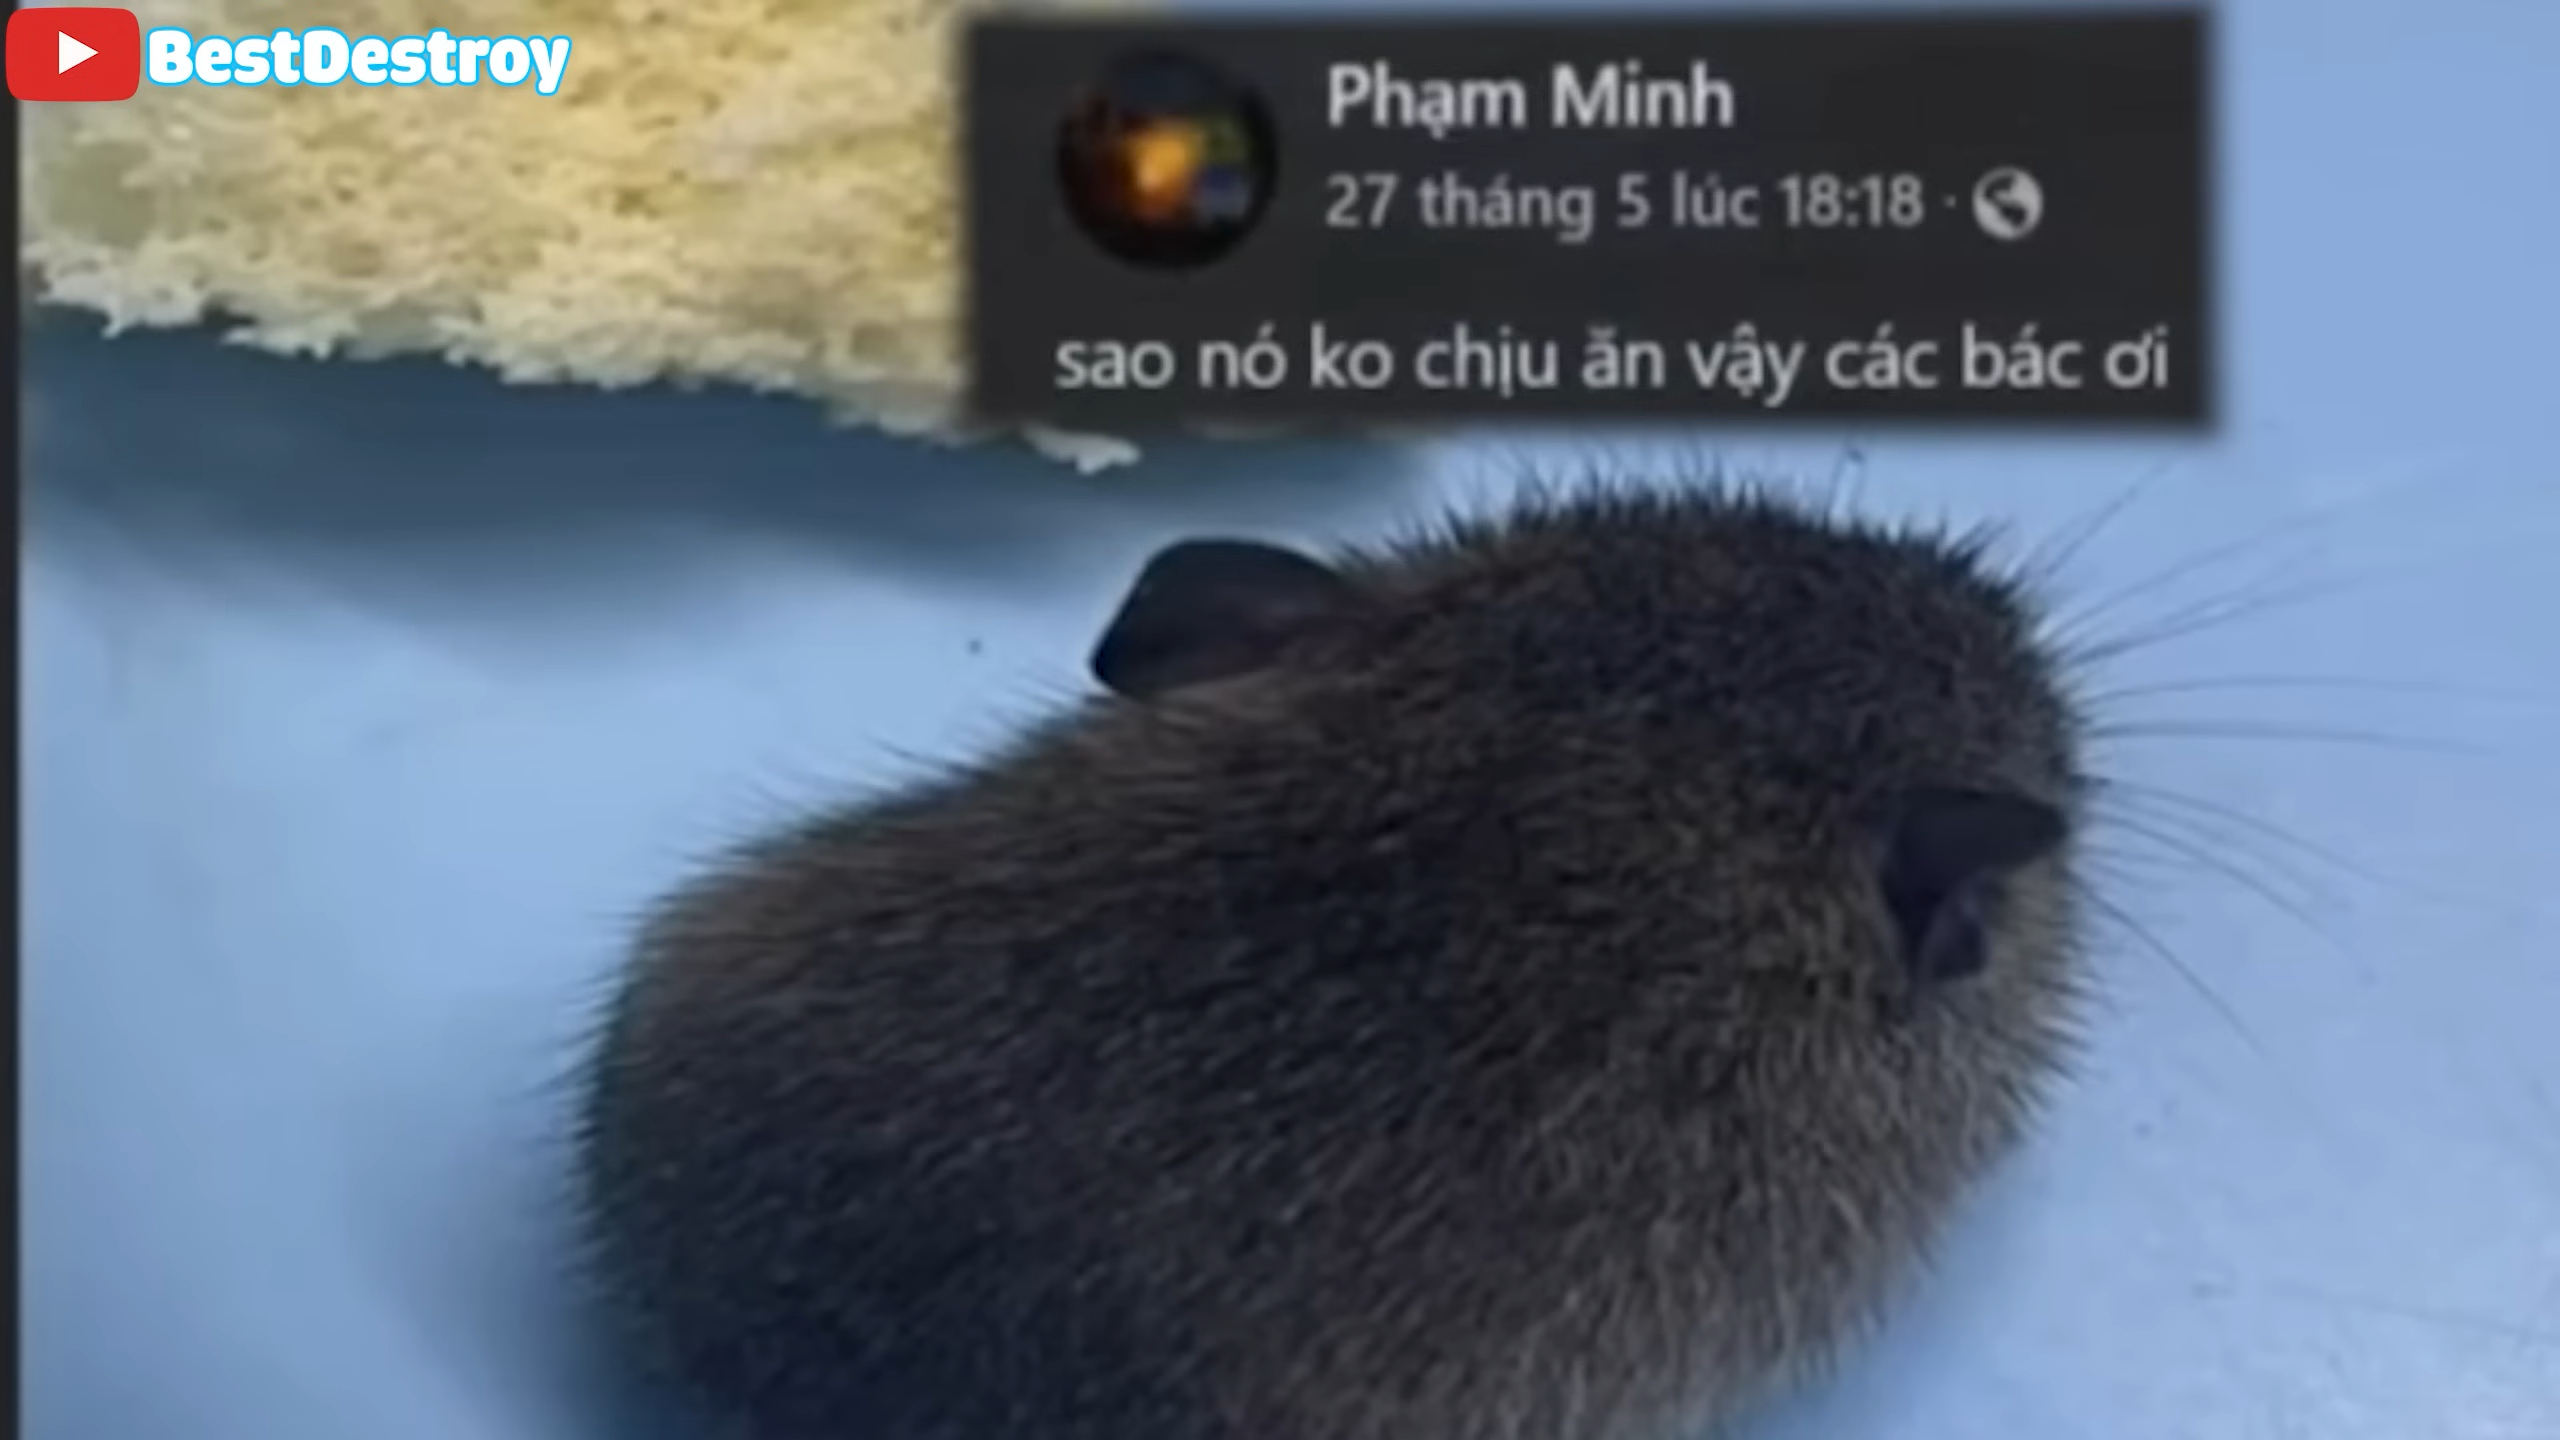 BestDestroy
Phạm Minh
27 tháng 5 lúc 18:18 ·
sao nó ko chịu ăn vậy các bác ơi